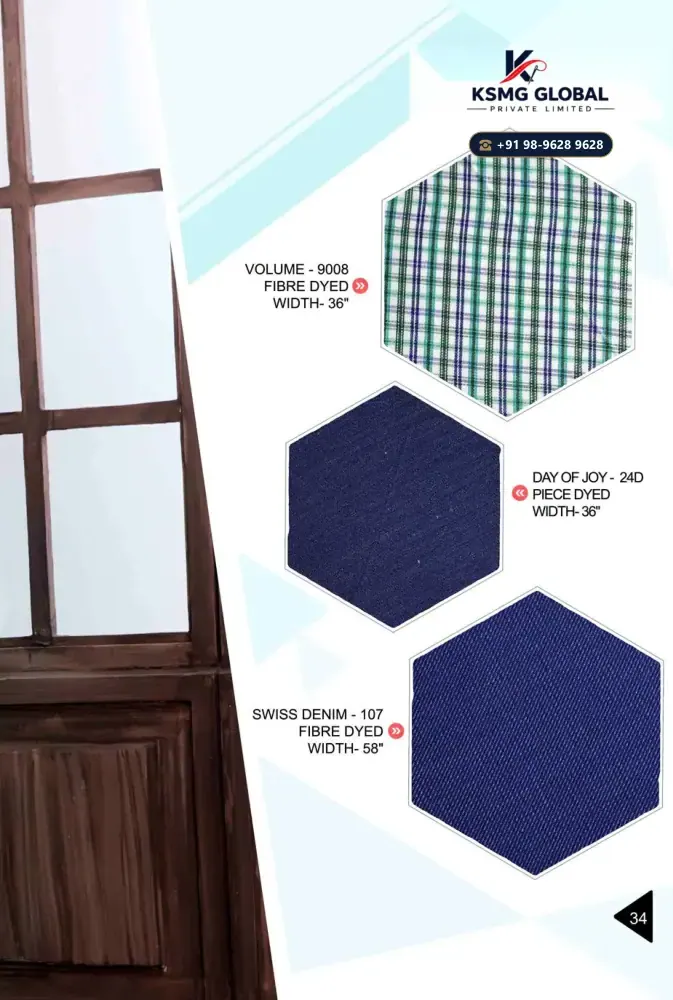 KSMG GLOBAL
PRIVATE LIMITED
+91 98-9628 9628
VOLUME - 9008
FIBRE DYED
WIDTH- 36"
DAY OF JOY - 24D
PIECE DYED
WIDTH- 36"
SWISS DENIM - 107
FIBRE DYED
WIDTH- 58"
34